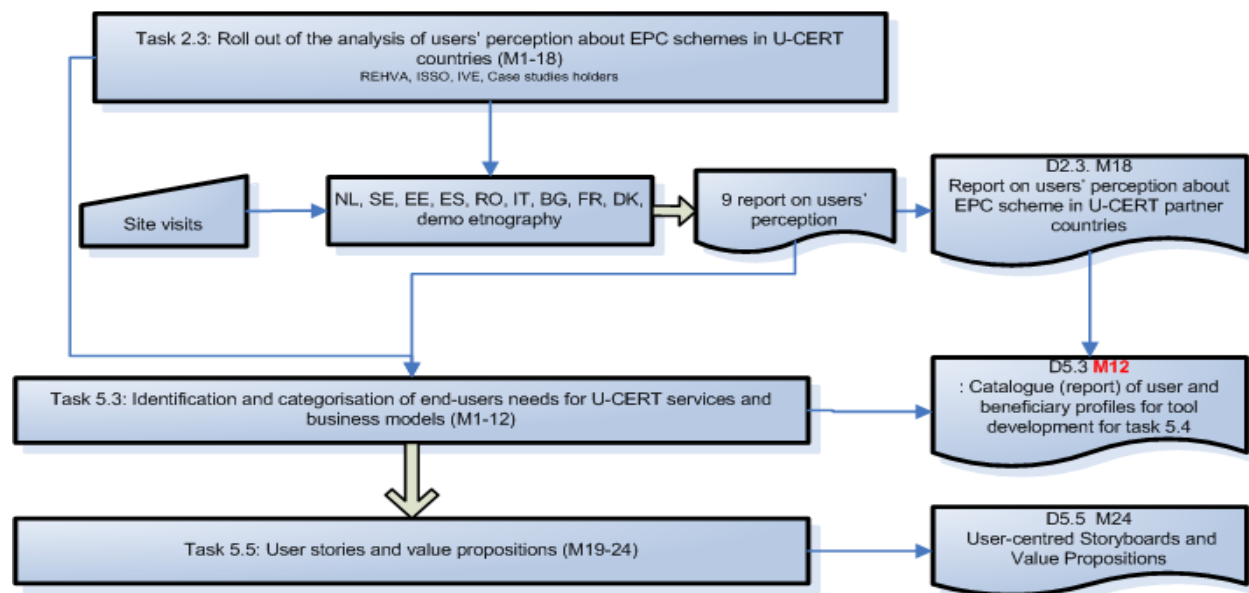 Task 2.3: Roll out of the analysis of users' perception about EPC schemes in U-CERT
countries (M1-18)
REHVA, ISSO, IVE, Case studies holders
Site visits
NL, SE, EE, ES, RO, IT, BG, FR, DK,
demo etnography
9 report on users'
perception
D2.3. M18
Report on users' perception about
EPC scheme in U-CERT partner
countries
Task 5.3: Identification and categorisation of end-users needs for U-CERT services and
business models (M1-12)
D5.3 M12
: Catalogue (report) of user and
beneficiary profiles for tool
development for task 5.4
Task 5.5: User stories and value propositions (M19-24)
D5.5 M24
User-centred Storyboards and
Value Propositions